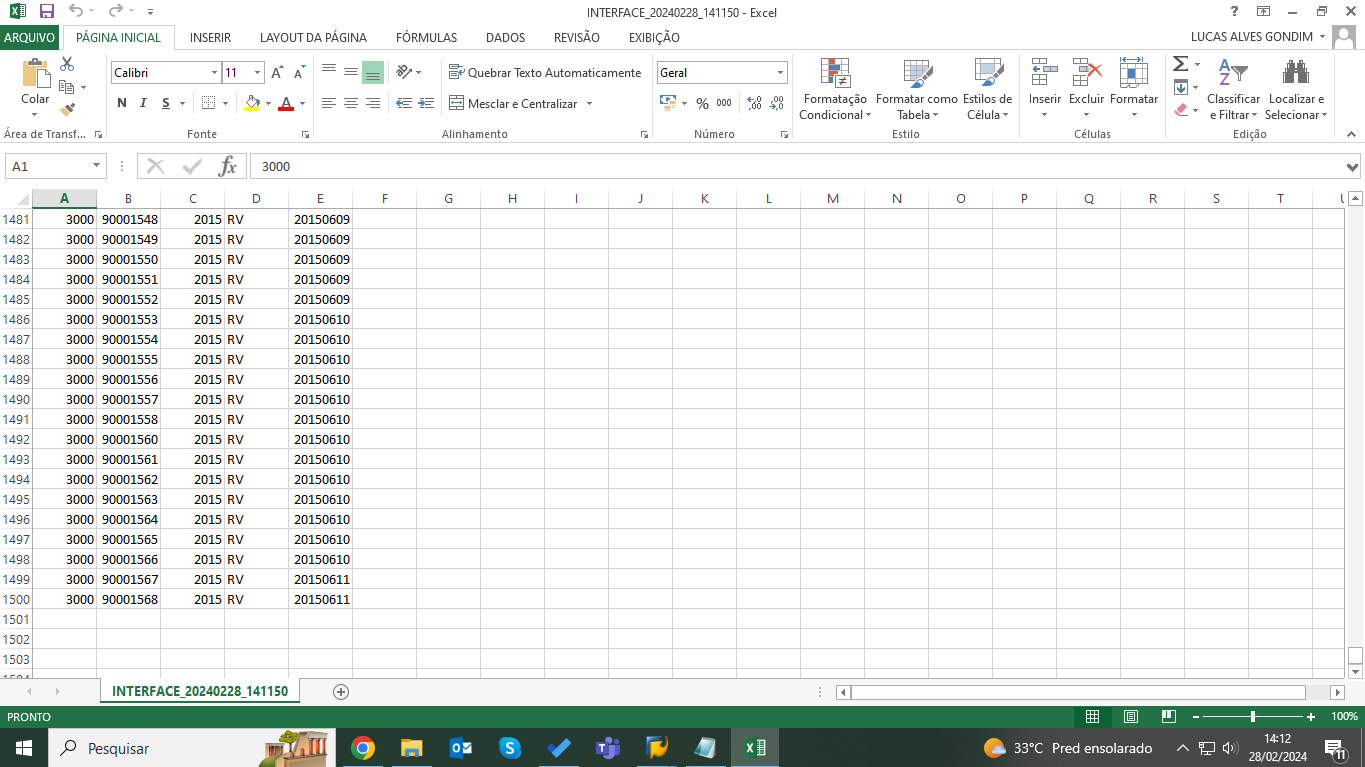 INTERFACE_20240228_141150 - Excel
ARQUIVO PÁGINA INICIAL INSERIR LAYOUT DA PÁGINA FÓRMULAS DADOS REVISÃO EXIBIÇÃO LUCAS ALVES GONDIM
Colar
Calibri 11
N I S
Quebrar Texto Automaticamente
Mesclar e Centralizar
Geral
% 000
Formatação Condicional
Formatar como Tabela
Estilos de Célula
Inserir Excluir Formatar
Classificar e Filtrar
Localizar e Selecionar
Área de Transf... Fonte Alinhamento Número Estilo Células Edição
A1 fx 3000
A B C D E F G H I J K L M N O P Q R S T
1481 3000 90001548 2015 RV 20150609
1482 3000 90001549 2015 RV 20150609
1483 3000 90001550 2015 RV 20150609
1484 3000 90001551 2015 RV 20150609
1485 3000 90001552 2015 RV 20150609
1486 3000 90001553 2015 RV 20150610
1487 3000 90001554 2015 RV 20150610
1488 3000 90001555 2015 RV 20150610
1489 3000 90001556 2015 RV 20150610
1490 3000 90001557 2015 RV 20150610
1491 3000 90001558 2015 RV 20150610
1492 3000 90001560 2015 RV 20150610
1493 3000 90001561 2015 RV 20150610
1494 3000 90001562 2015 RV 20150610
1495 3000 90001563 2015 RV 20150610
1496 3000 90001564 2015 RV 20150610
1497 3000 90001565 2015 RV 20150610
1498 3000 90001566 2015 RV 20150610
1499 3000 90001567 2015 RV 20150611
1500 3000 90001568 2015 RV 20150611
1501
1502
1503
INTERFACE_20240228_141150
PRONTO 100%
Pesquisar 33°C Pred ensolarado 14:12
28/02/2024 11